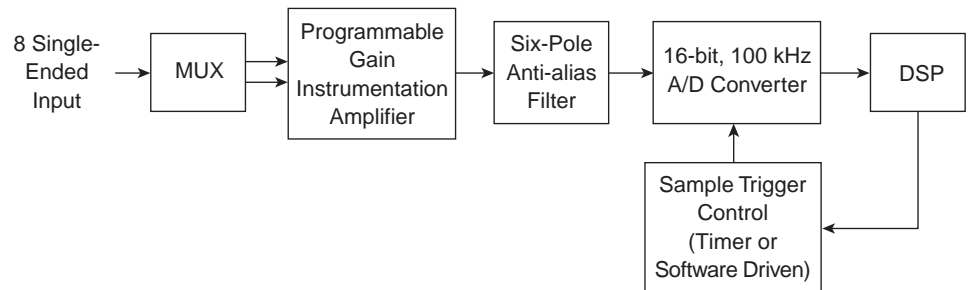 8 Single-
Ended
Input
MUX
Programmable
Gain
Instrumentation
Amplifier
Six-Pole
Anti-alias
Filter
16-bit, 100 kHz
A/D Converter
DSP
Sample Trigger
Control
(Timer or
Software Driven)